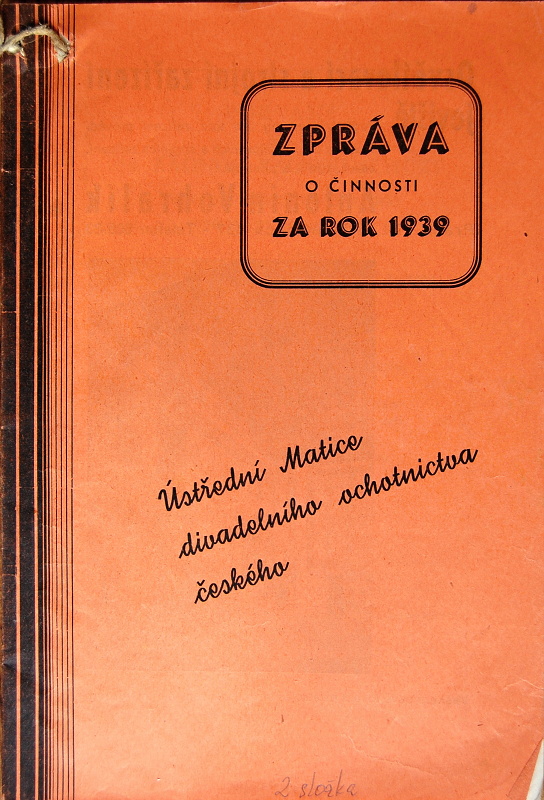 ZPRÁVA
O ČINNOSTI
ZA ROK 1939
Ústřední Matice
divadelního ochotnictva
českého
2 složka